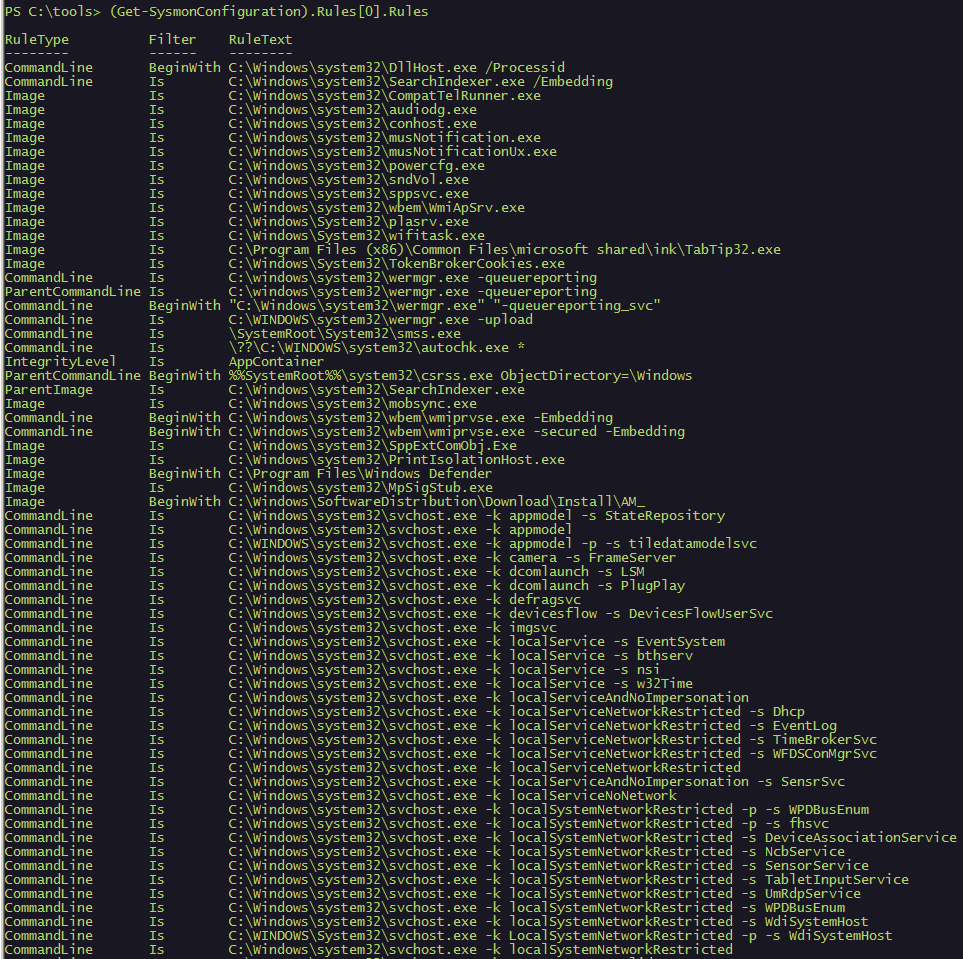 PS C:\tools> (Get-SysmonConfiguration).Rules[0].Rules
RuleType Filter RuleText
-------- ------ --------
CommandLine BeginWith C:\Windows\system32\DllHost.exe /Processid
CommandLine Is C:\Windows\system32\SearchIndexer.exe /Embedding
Image Is C:\Windows\system32\CompatTelRunner.exe
Image Is C:\Windows\system32\audiodg.exe
Image Is C:\Windows\system32\conhost.exe
Image Is C:\Windows\system32\musNotification.exe
Image Is C:\Windows\system32\musNotificationUx.exe
Image Is C:\Windows\system32\powercfg.exe
Image Is C:\Windows\system32\sndVol.exe
Image Is C:\Windows\system32\sppsvc.exe
Image Is C:\Windows\system32\wbem\WmiApSrv.exe
Image Is C:\Windows\System32\plasrv.exe
Image Is C:\Windows\System32\wifitask.exe
Image Is C:\Program Files (x86)\Common Files\microsoft shared\ink\TabTip32.exe
Image Is C:\Windows\System32\TokenBrokerCookies.exe
CommandLine Is C:\windows\system32\wermgr.exe -queuereporting
ParentCommandLine Is C:\windows\system32\wermgr.exe -queuereporting
CommandLine BeginWith "C:\Windows\system32\wermgr.exe" "-queuereporting_svc"
CommandLine Is C:\WINDOWS\system32\wermgr.exe -upload
CommandLine Is \SystemRoot\System32\smss.exe
CommandLine Is \??\C:\WINDOWS\system32\autochk.exe *
IntegrityLevel Is AppContainer
ParentCommandLine BeginWith %%SystemRoot%%\system32\csrss.exe ObjectDirectory=\Windows
ParentImage Is C:\Windows\system32\SearchIndexer.exe
Image Is C:\Windows\system32\mobsync.exe
CommandLine BeginWith C:\Windows\system32\wbem\wmiprvse.exe -Embedding
CommandLine BeginWith C:\Windows\system32\wbem\wmiprvse.exe -secured -Embedding
Image Is C:\Windows\system32\SppExtComObj.Exe
Image Is C:\Windows\system32\PrintIsolationHost.exe
Image BeginWith C:\Program Files\Windows Defender
Image Is C:\Windows\system32\MpSigStub.exe
Image BeginWith C:\Windows\SoftwareDistribution\Download\Install\AM_
CommandLine Is C:\Windows\system32\svchost.exe -k appmodel -s StateRepository
CommandLine Is C:\Windows\system32\svchost.exe -k appmodel
CommandLine Is C:\WINDOWS\system32\svchost.exe -k appmodel -p -s tiledatamodelsvc
CommandLine Is C:\Windows\system32\svchost.exe -k camera -s FrameServer
CommandLine Is C:\Windows\system32\svchost.exe -k dcomlaunch -s LSM
CommandLine Is C:\Windows\system32\svchost.exe -k dcomlaunch -s PlugPlay
CommandLine Is C:\Windows\system32\svchost.exe -k defragsvc
CommandLine Is C:\Windows\system32\svchost.exe -k devicesflow -s DevicesFlowUserSvc
CommandLine Is C:\Windows\system32\svchost.exe -k imgsvc
CommandLine Is C:\Windows\system32\svchost.exe -k localService -s EventSystem
CommandLine Is C:\Windows\system32\svchost.exe -k localService -s bthserv
CommandLine Is C:\Windows\system32\svchost.exe -k localService -s nsi
CommandLine Is C:\Windows\system32\svchost.exe -k localService -s w32Time
CommandLine Is C:\Windows\system32\svchost.exe -k localServiceAndNoImpersonation
CommandLine Is C:\Windows\system32\svchost.exe -k localServiceNetworkRestricted -s Dhcp
CommandLine Is C:\Windows\system32\svchost.exe -k localServiceNetworkRestricted -s EventLog
CommandLine Is C:\Windows\system32\svchost.exe -k localServiceNetworkRestricted -s TimeBrokerSvc
CommandLine Is C:\Windows\system32\svchost.exe -k localServiceNetworkRestricted -s WFDSConMgrSvc
CommandLine Is C:\Windows\system32\svchost.exe -k localServiceNetworkRestricted
CommandLine Is C:\Windows\system32\svchost.exe -k localServiceAndNoImpersonation -s SensrSvc
CommandLine Is C:\Windows\system32\svchost.exe -k localServiceNoNetwork
CommandLine Is C:\Windows\system32\svchost.exe -k localSystemNetworkRestricted -p -s WPDBusEnum
CommandLine Is C:\Windows\system32\svchost.exe -k localSystemNetworkRestricted -p -s fhsvc
CommandLine Is C:\Windows\system32\svchost.exe -k localSystemNetworkRestricted -s DeviceAssociationService
CommandLine Is C:\Windows\system32\svchost.exe -k localSystemNetworkRestricted -s NcbService
CommandLine Is C:\Windows\system32\svchost.exe -k localSystemNetworkRestricted -s SensorService
CommandLine Is C:\Windows\system32\svchost.exe -k localSystemNetworkRestricted -s TabletInputService
CommandLine Is C:\Windows\system32\svchost.exe -k localSystemNetworkRestricted -s UmRdpService
CommandLine Is C:\Windows\system32\svchost.exe -k localSystemNetworkRestricted -s WPDBusEnum
CommandLine Is C:\Windows\system32\svchost.exe -k localSystemNetworkRestricted -s WdiSystemHost
CommandLine Is C:\WINDOWS\System32\svchost.exe -k LocalSystemNetworkRestricted -p -s WdiSystemHost
CommandLine Is C:\Windows\system32\svchost.exe -k localSystemNetworkRestricted